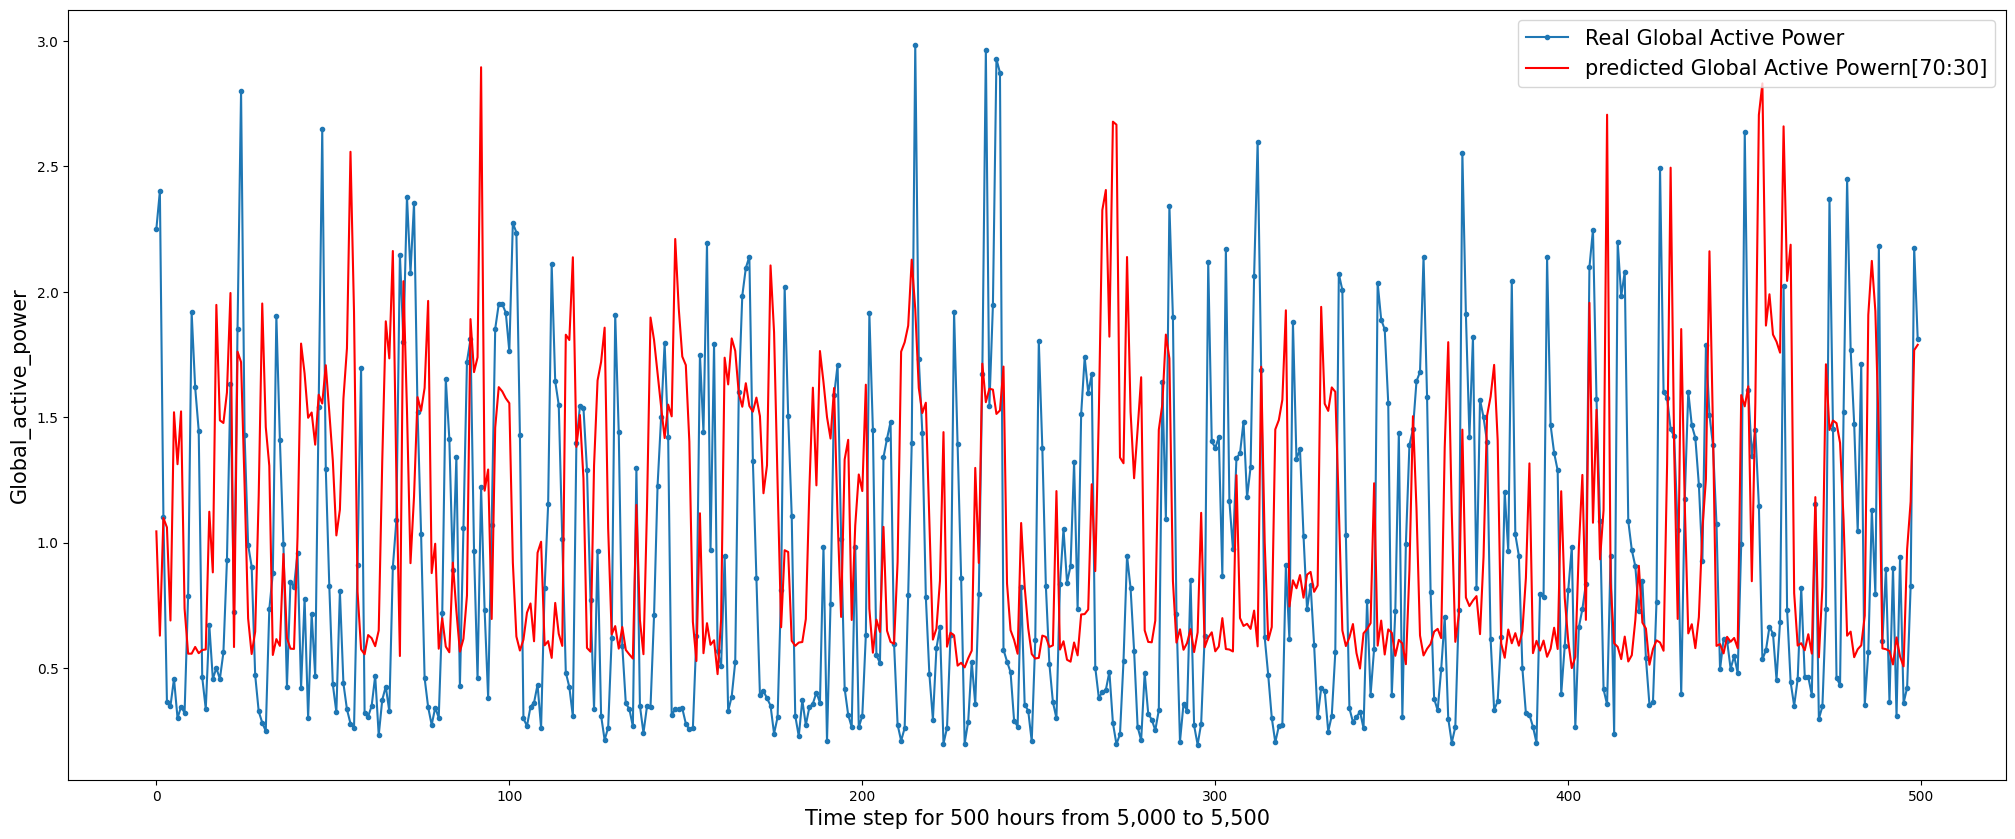 Real Global Active Power
predicted Global Active Powern[70:30]
3.0
2.5
2.0
1.5
1.0
0.5
Global_active_power
0 100 200 300 400 500
Time step for 500 hours from 5,000 to 5,500